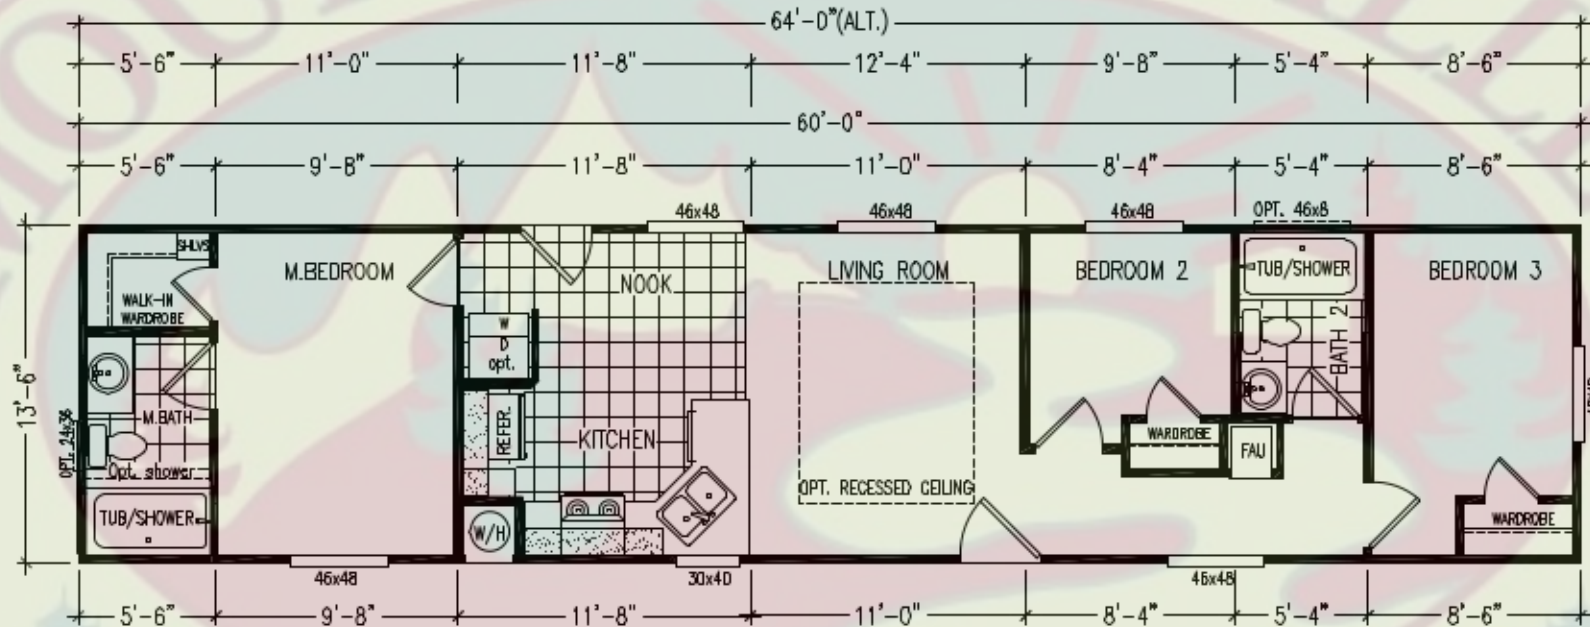 64'-0"(ALT.)
5'-6" 11'-0" 11'-8" 12'-4" 9'-8" 5'-4" 8'-6"
60'-0"
5'-6" 9'-8" 11'-8" 11'-0" 8'-4" 5'-4" 8'-6"
46x48 46x48 46x48 OPT. 46x8
SHLVS
M.BEDROOM NOOK LIVING ROOM BEDROOM 2 TUB/SHOWER BEDROOM 3
WALK-IN
WARDROBE
W
D
opt.
BATH 2
13'-6"
OPT. 24x36
M.BATH
REFER.
KITCHEN
WARDROBE
FAU
Opt. shower
OPT. RECESSED CEILING
TUB/SHOWER
W/H
WARDROBE
46x48 30x40 46x48
5'-6" 9'-8" 11'-8" 11'-0" 8'-4" 5'-4" 8'-6"